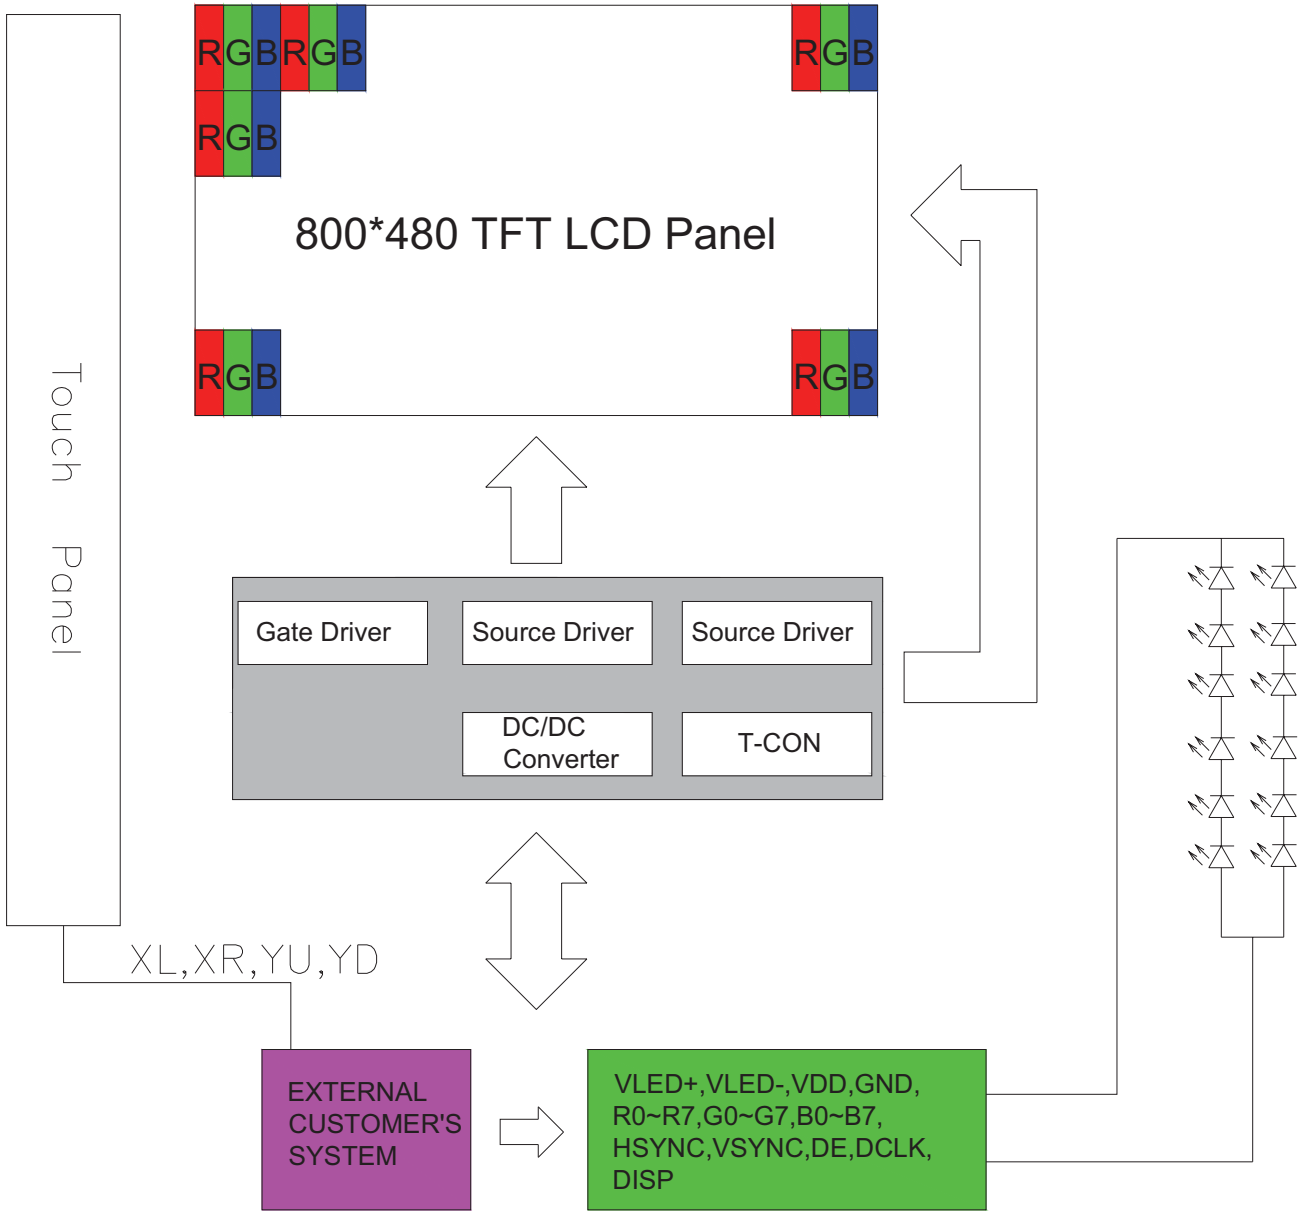 RGBRGB
RGB
RGB
800*480 TFT LCD Panel
RGB
RGB
Touch Panel
Gate Driver
Source Driver
Source Driver
DC/DC
Converter
T-CON
XL,XR,YU,YD
EXTERNAL
CUSTOMER'S
SYSTEM
VLED+,VLED-,VDD,GND,
R0~R7,G0~G7,B0~B7,
HSYNC,VSYNC,DE,DCLK,
DISP